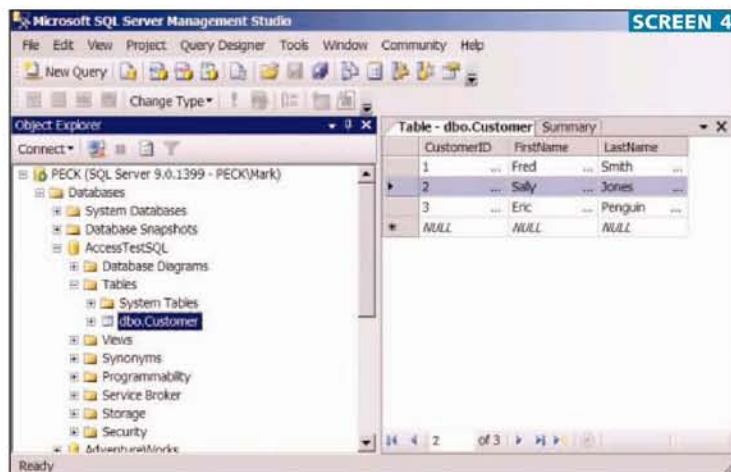 Microsoft SQL Server Management Studio
SCREEN 4
File Edit View Project Query Designer Tools Window Community Help
New Query
Change Type
Object Explorer
Connect
PECK (SQL Server 9.0.1399 - PECK\Mark)
Databases
System Databases
Database Snapshots
AccessTestSQL
Database Diagrams
Tables
System Tables
dbo.Customer
Views
Synonyms
Programmability
Service Broker
Storage
Security
AdventureWorks
Table - dbo.Customer Summary
CustomerID FirstName LastName
1 ... Fred ... Smith ...
2 ... Sally ... Jones ...
3 ... Eric ... Penguin ...
NULL NULL NULL
2 of 3
Ready